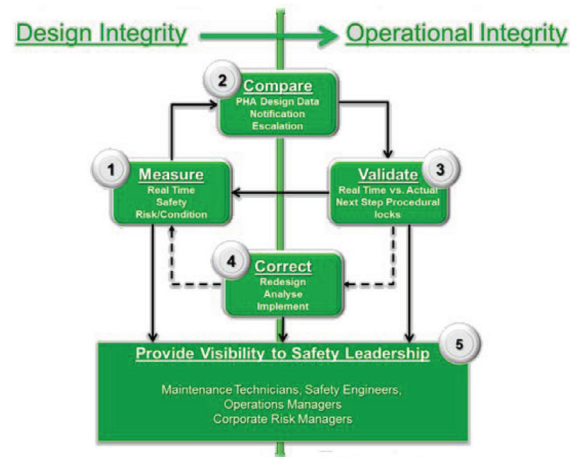 Design Integrity
Operational Integrity
2
Compare
PHA Design Data
Notification
Escalation
1
Measure
Real Time
Safety
Risk/Condition
Validate
3
Real Time vs. Actual
Next Step Procedural
locks
4
Correct
Redesign
Analyse
Implement
Provide Visibility to Safety Leadership
5
Maintenance Technicians, Safety Engineers,
Operations Managers
Corporate Risk Managers